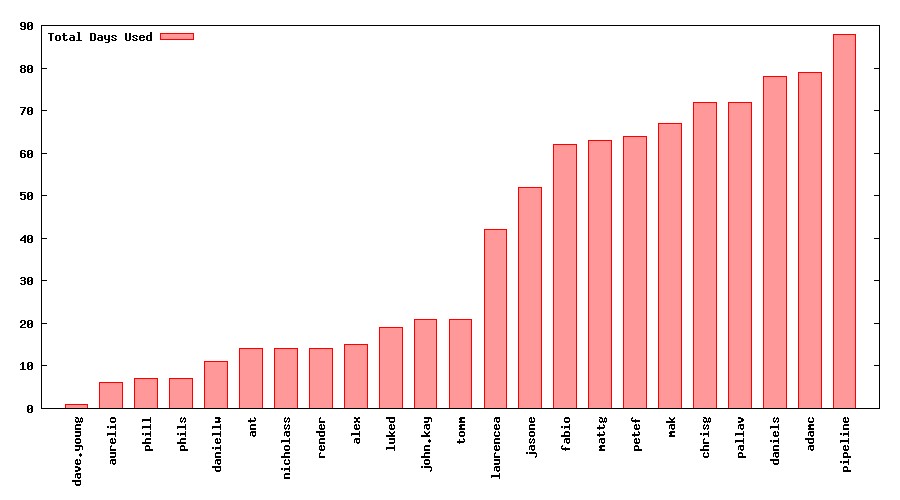 90
80
70
60
50
40
30
20
10
0
Total Days Used
dave.young
aurelio
phill
phils
daniellw
ant
nicholass
render
alex
luked
john.kay
tomm
laurencea
jasone
fabio
mattg
petef
mak
chrisg
pallav
daniels
adamc
pipeline